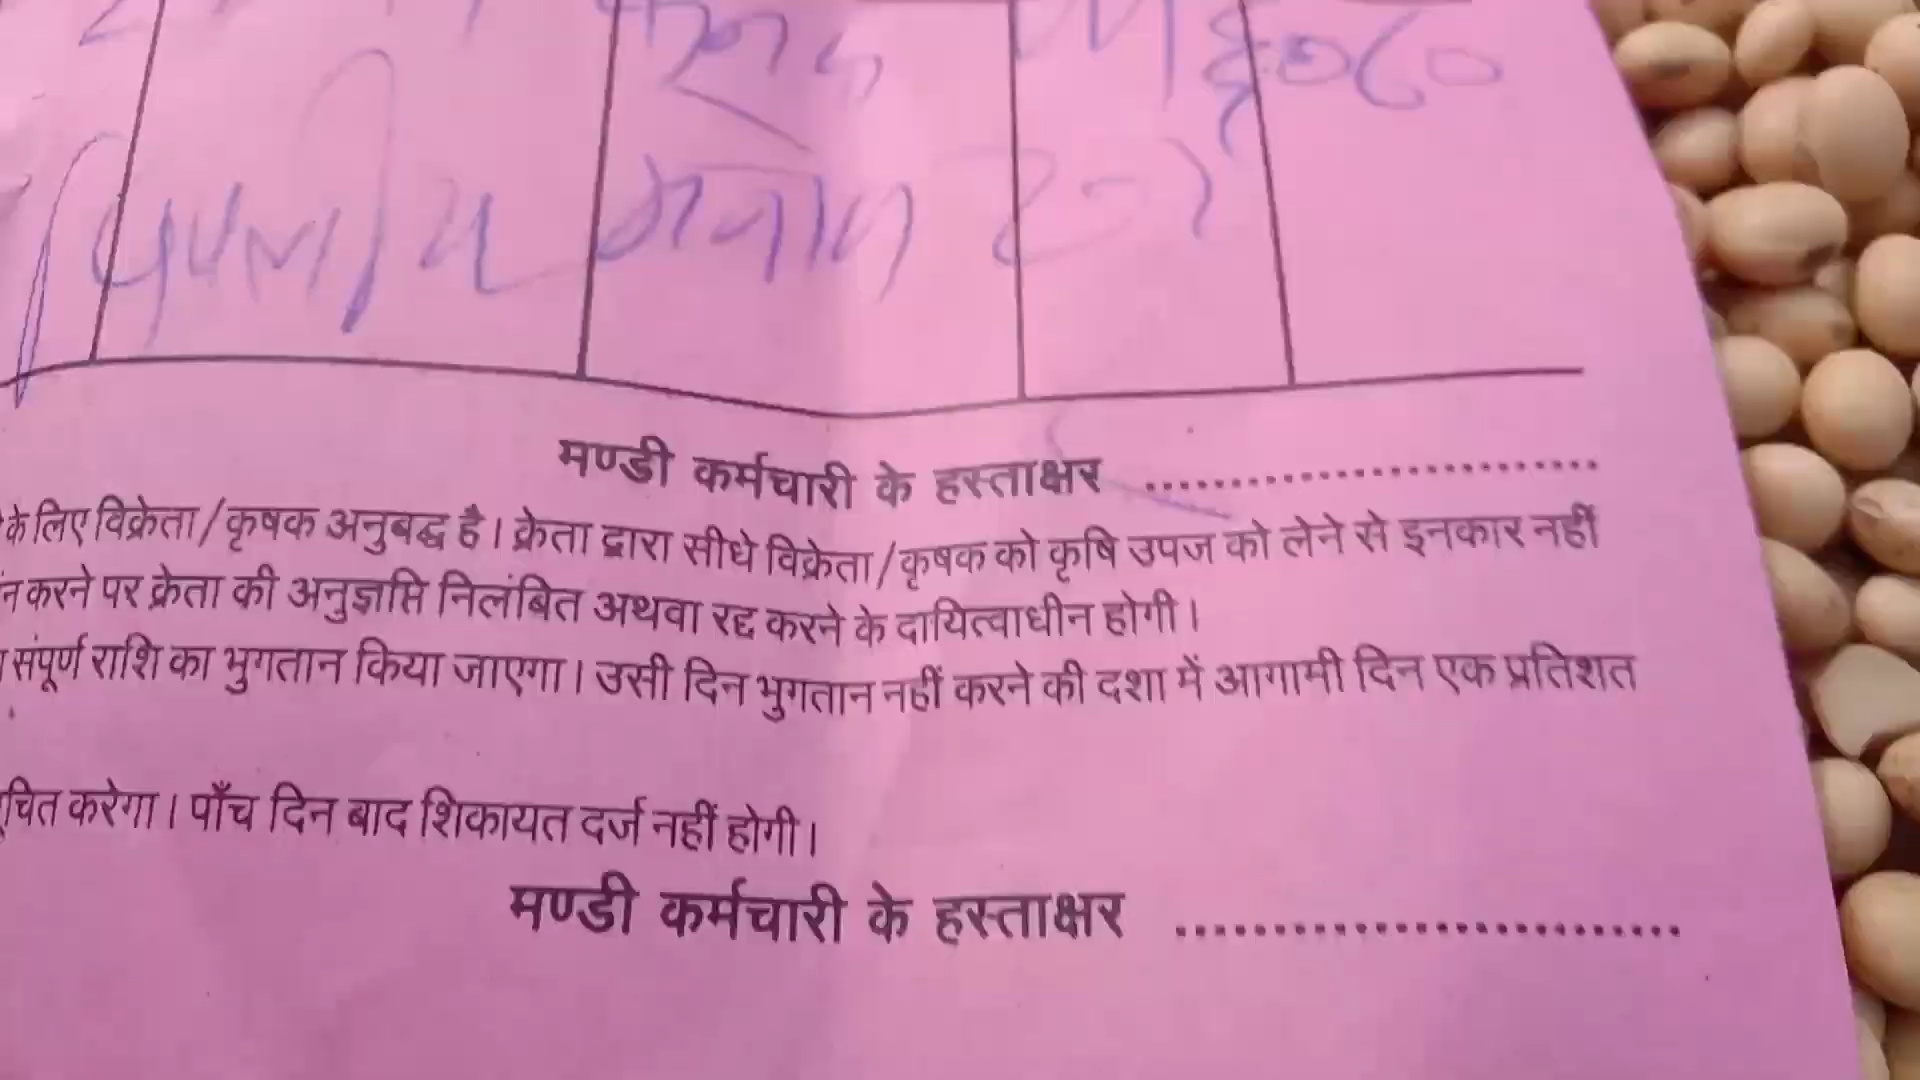 ६०८०
मण्डी कर्मचारी के हस्ताक्षर ..........................
के लिए विक्रेता/कृषक अनुबद्ध है। क्रेता द्वारा सीधे विक्रेता/कृषक को कृषि उपज को लेने से इनकार नहीं
न करने पर क्रेता की अनुज्ञप्ति निलंबित अथवा रद्द करने के दायित्वाधीन होगी।
संपूर्ण राशि का भुगतान किया जाएगा। उसी दिन भुगतान नहीं करने की दशा में आगामी दिन एक प्रतिशत
चित करेगा। पाँच दिन बाद शिकायत दर्ज नहीं होगी।
मण्डी कर्मचारी के हस्ताक्षर ..........................